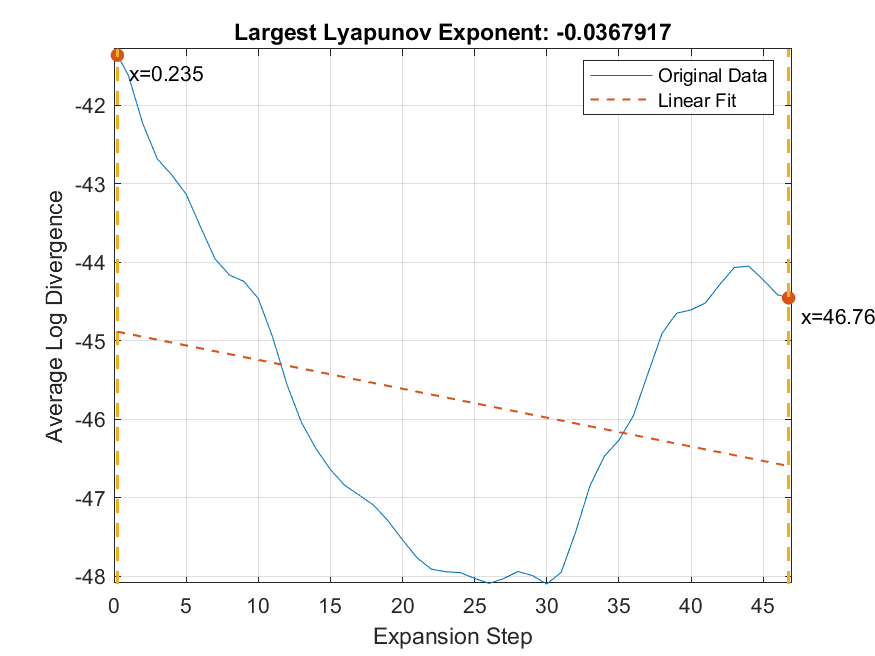 Largest Lyapunov Exponent: -0.0367917
x=0.235
Original Data
Linear Fit
-42
-43
-44
-45
-46
-47
-48
x=46.76
Average Log Divergence
0 5 10 15 20 25 30 35 40 45
Expansion Step